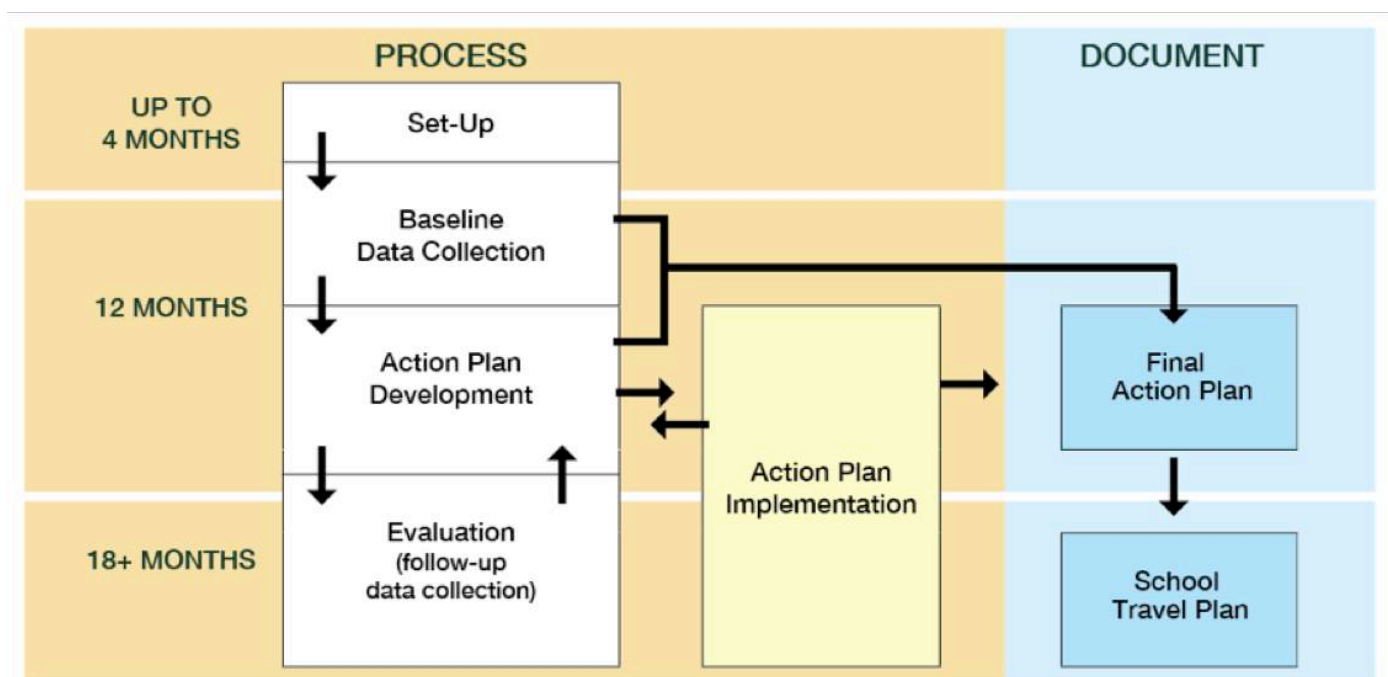 PROCESS
DOCUMENT
UP TO
4 MONTHS
Set-Up
Baseline
Data Collection
12 MONTHS
Action Plan
Development
Final
Action Plan
Action Plan
Implementation
18+ MONTHS
Evaluation
(follow-up
data collection)
School
Travel Plan